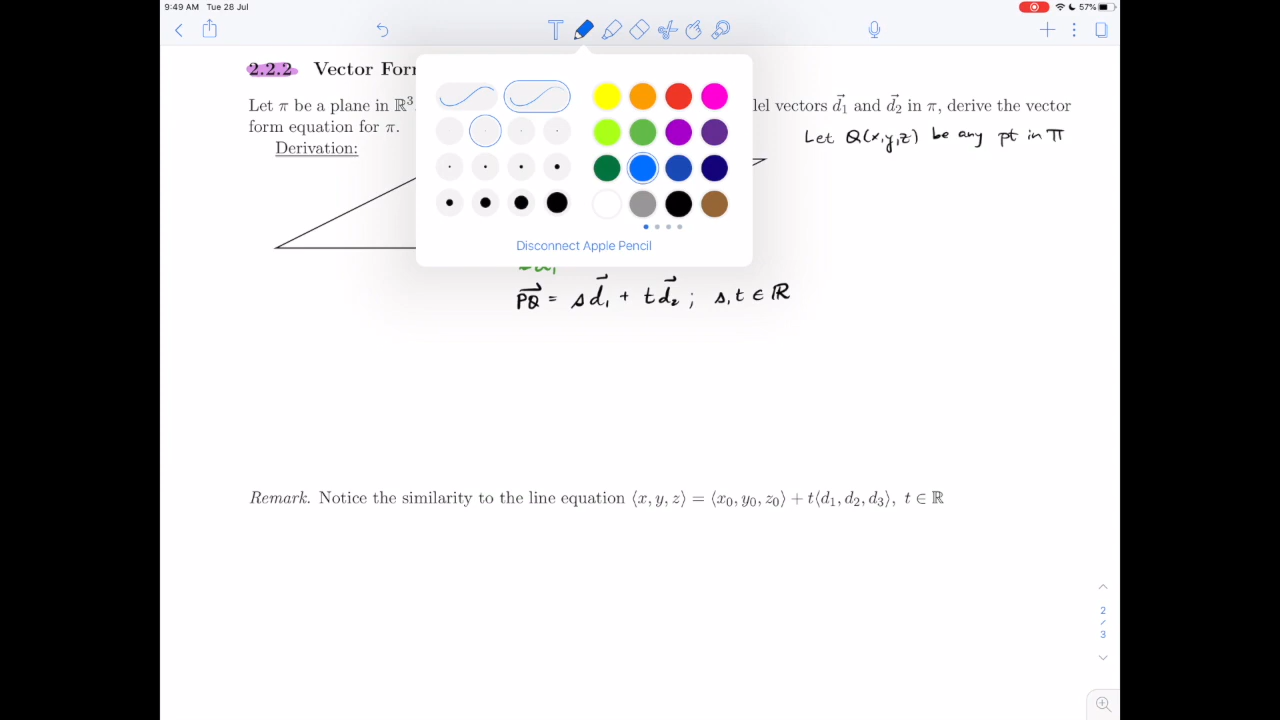 9:49 AM Tue 28 Jul
57%
T
2.2.2 Vector For
Let π be a plane in ℝ³
lel vectors d⃗₁ and d⃗₂ in π, derive the vector
form equation for π.
Let Q(x,y,z) be any pt in π
Derivation:
Disconnect Apple Pencil
PQ⃗ = s d⃗₁ + t d⃗₂ ; s,t ∈ ℝ
Remark. Notice the similarity to the line equation ⟨x, y, z⟩ = ⟨x₀, y₀, z₀⟩ + t⟨d₁, d₂, d₃⟩, t ∈ ℝ
2
/
3